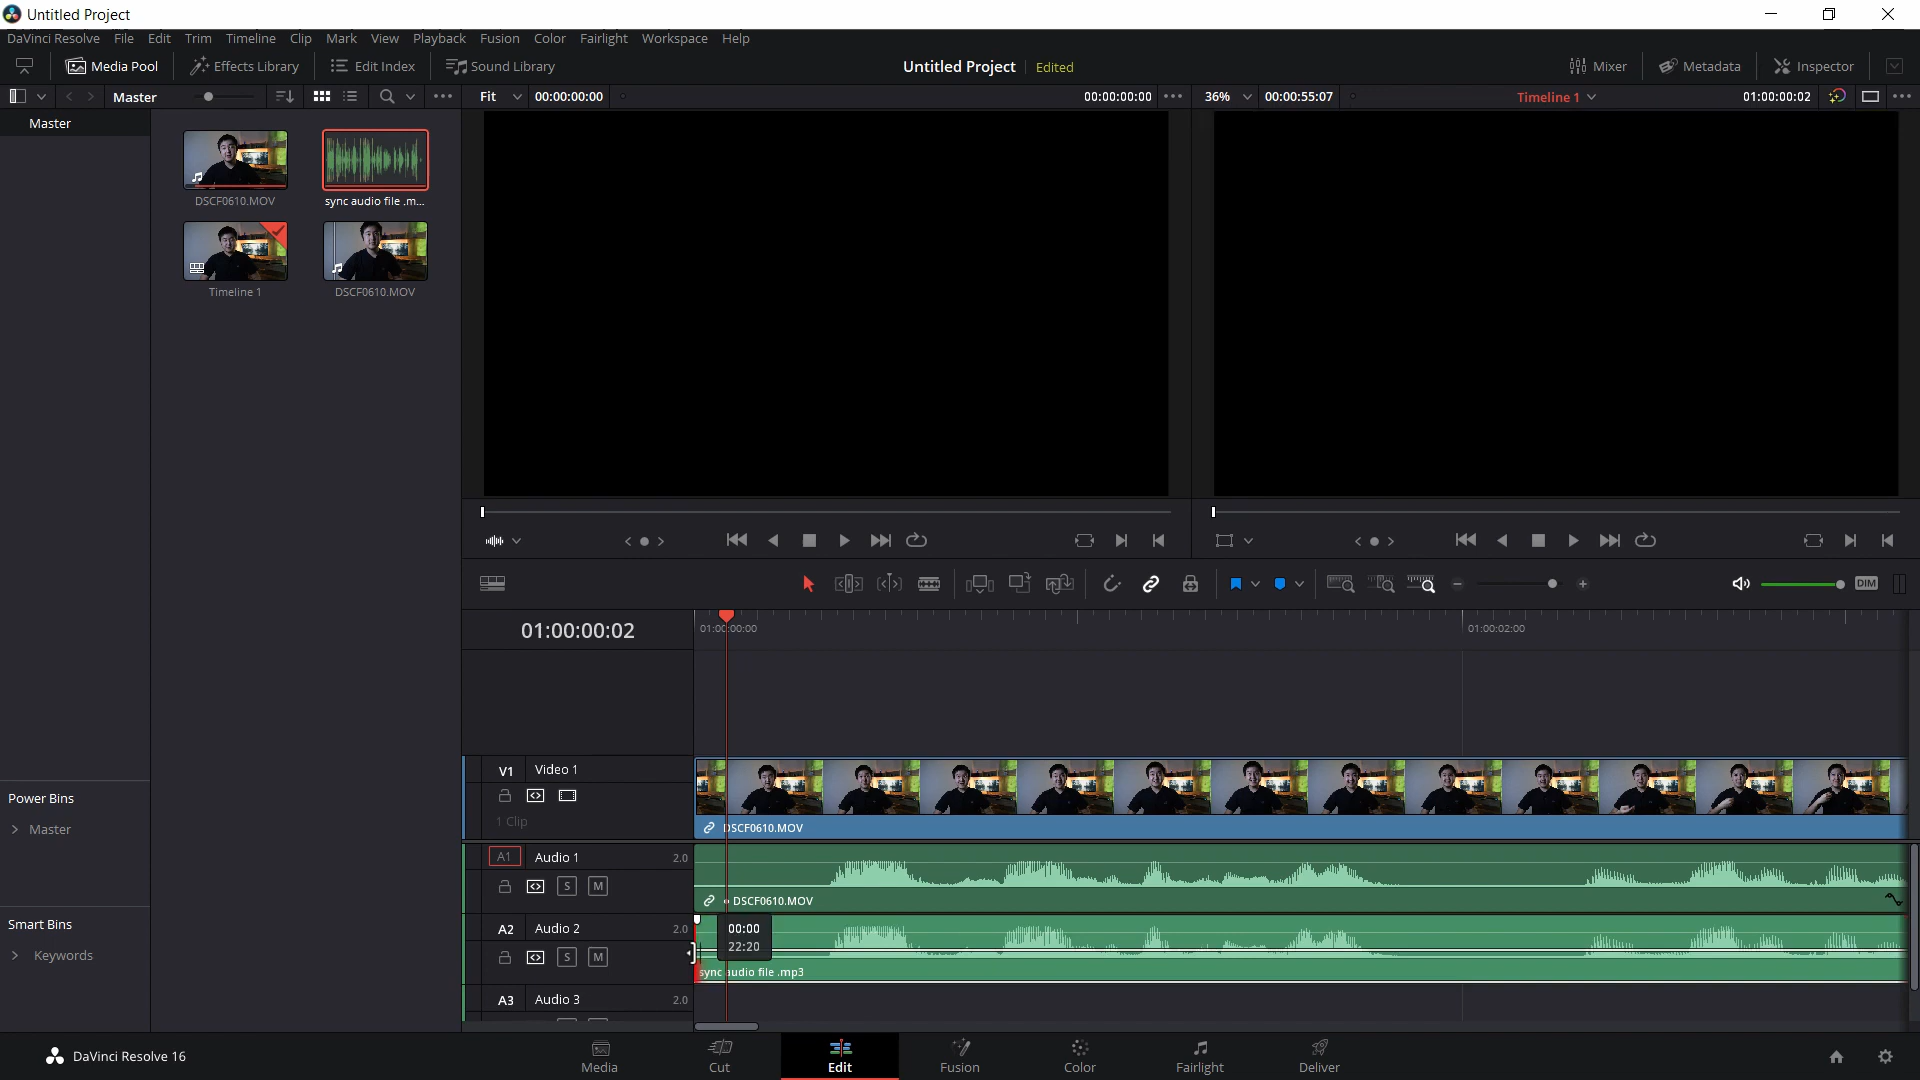 Untitled Project
DaVinci Resolve File Edit Trim Timeline Clip Mark View Playback Fusion Color Fairlight Workspace Help
Media Pool Effects Library Edit Index Sound Library Untitled Project Edited Mixer Metadata Inspector
Master Fit 00:00:00:00 00:00:00:00 36% 00:00:55:07 Timeline 1 01:00:00:02
Master
DSCF0610.MOV sync audio file .m...
Timeline 1 DSCF0610.MOV
DIM
01:00:00:02 01:00:00:00 01:00:02:00
V1 Video 1
1 Clip
DSCF0610.MOV
Power Bins
Master
A1 Audio 1 2.0
S M
DSCF0610.MOV
Smart Bins
Keywords
A2 Audio 2 2.0
S M
00:00
22:20
sync audio file .mp3
A3 Audio 3 2.0
DaVinci Resolve 16
Media Cut Edit Fusion Color Fairlight Deliver